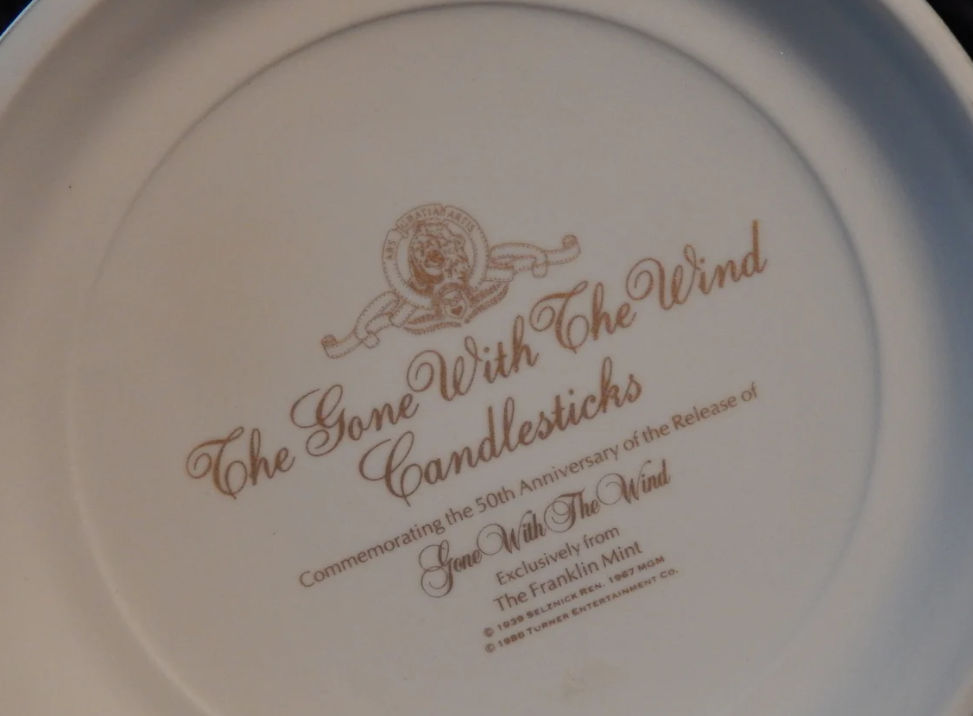 ARS GRATIA ARTIS
The Gone With The Wind
Candlesticks
Commemorating the 50th Anniversary of the Release of
Gone With The Wind
Exclusively from
The Franklin Mint
© 1939 SELZNICK REN. 1967 MGM
© 1988 TURNER ENTERTAINMENT CO.